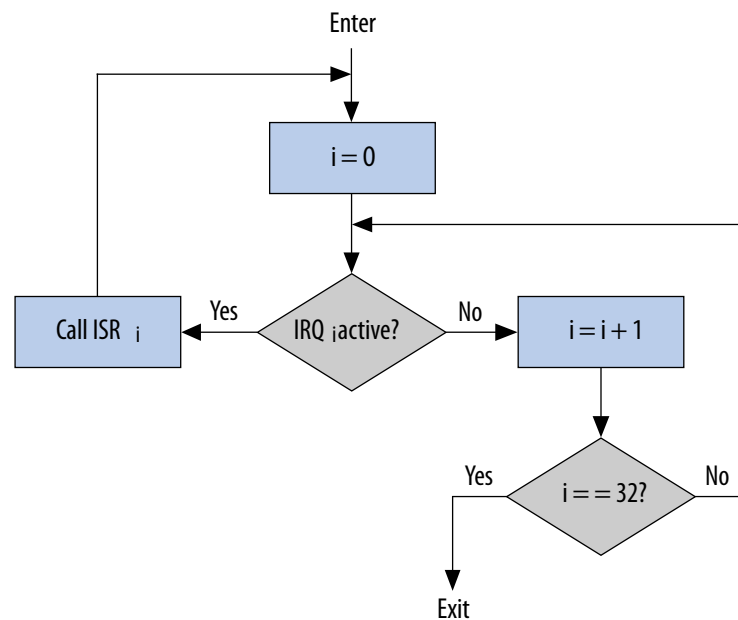 Enter
i = 0
Yes
No
Call ISR i
IRQ i active?
i = i + 1
Yes
No
i = = 32?
Exit